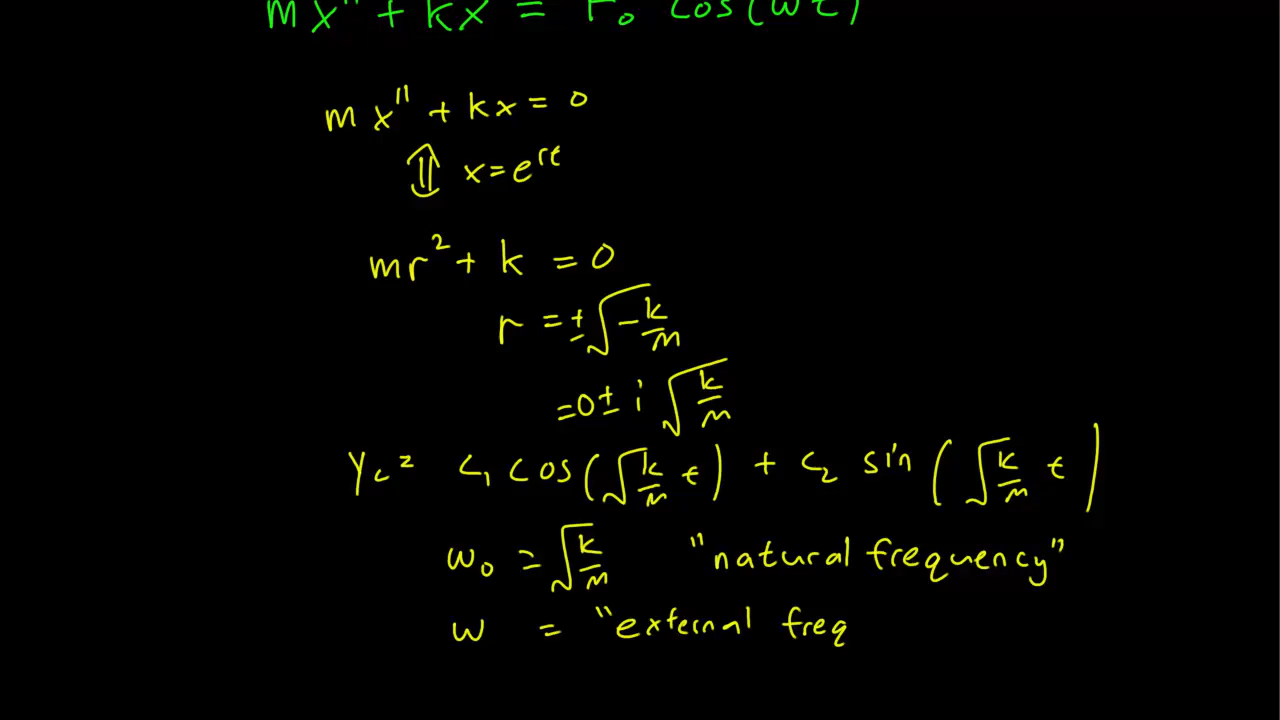 mx" + kx = F₀ cos(ωt)
mx" + kx = 0
⇕ x = e^{rt}
mr² + k = 0
r = ±√(-k/m)
= 0 ± i √(k/m)
y_c = c₁ cos(√(k/m) t) + c₂ sin(√(k/m) t)
ω₀ = √(k/m) "natural frequency"
ω = "external freq